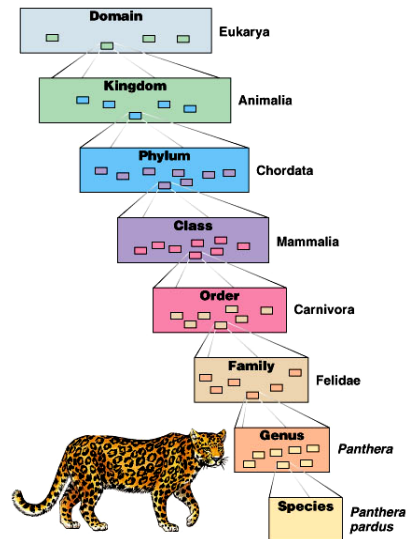 Domain
Eukarya
Kingdom
Animalia
Phylum
Chordata
Class
Mammalia
Order
Carnivora
Family
Felidae
Genus
Panthera
Species
Panthera
pardus